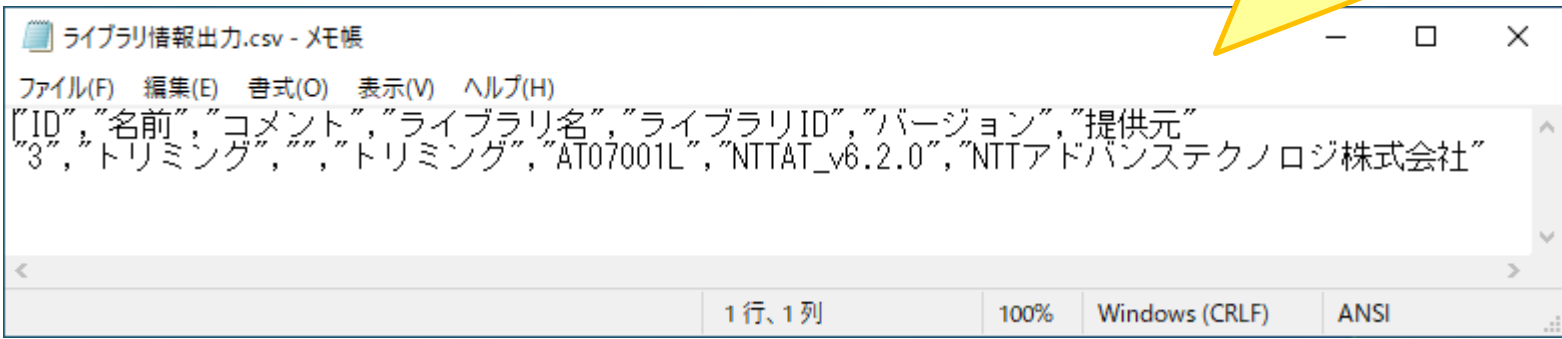 ライブラリ情報出力.csv - メモ帳
ファイル(F) 編集(E) 書式(O) 表示(V) ヘルプ(H)
"ID","名前","コメント","ライブラリ名","ライブラリID","バージョン","提供元"
"3","トリミング","","トリミング","AT07001L","NTTAT_v6.2.0","NTTアドバンステクノロジ株式会社"
1 行、1 列 100% Windows (CRLF) ANSI